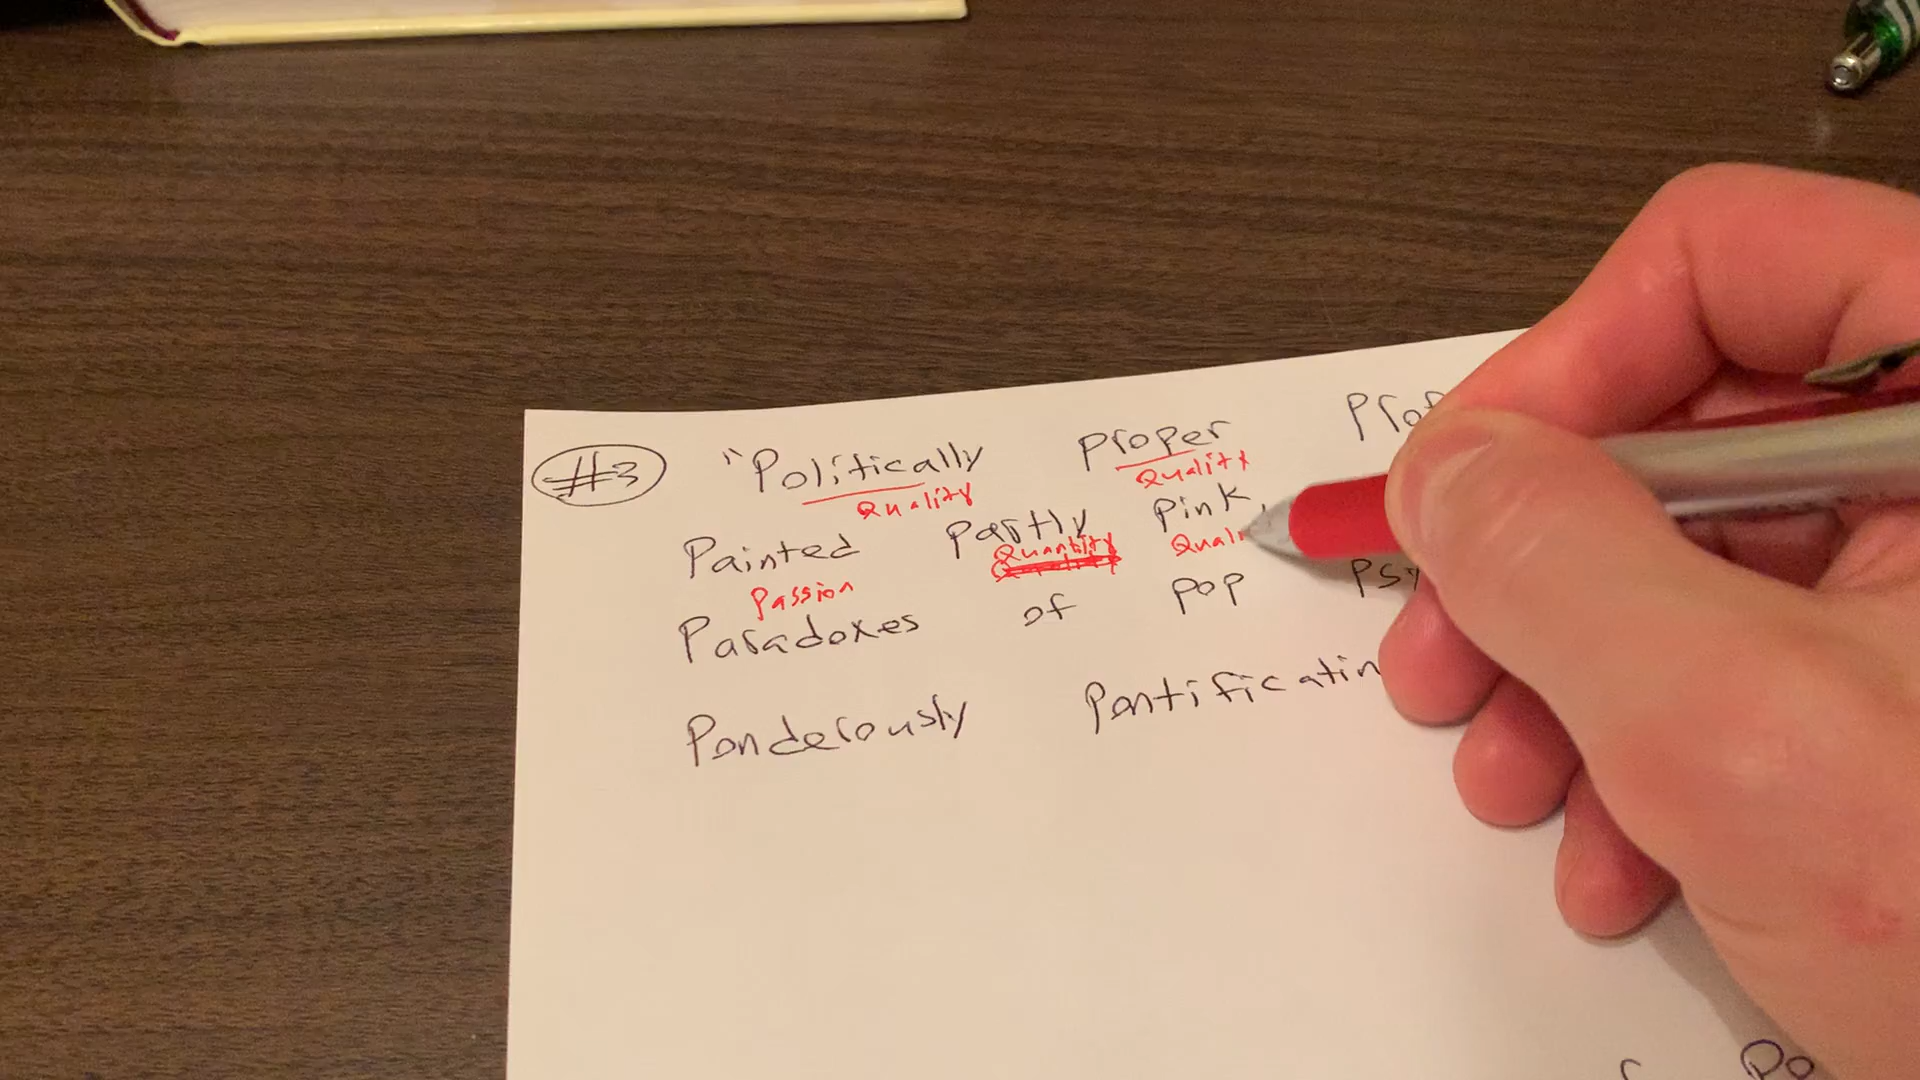 #3 "Politically Proper
Quality Quality
Painted Partly Pink,
Passion Quantity
Paradoxes of Pop
Ponderously Pontificatin